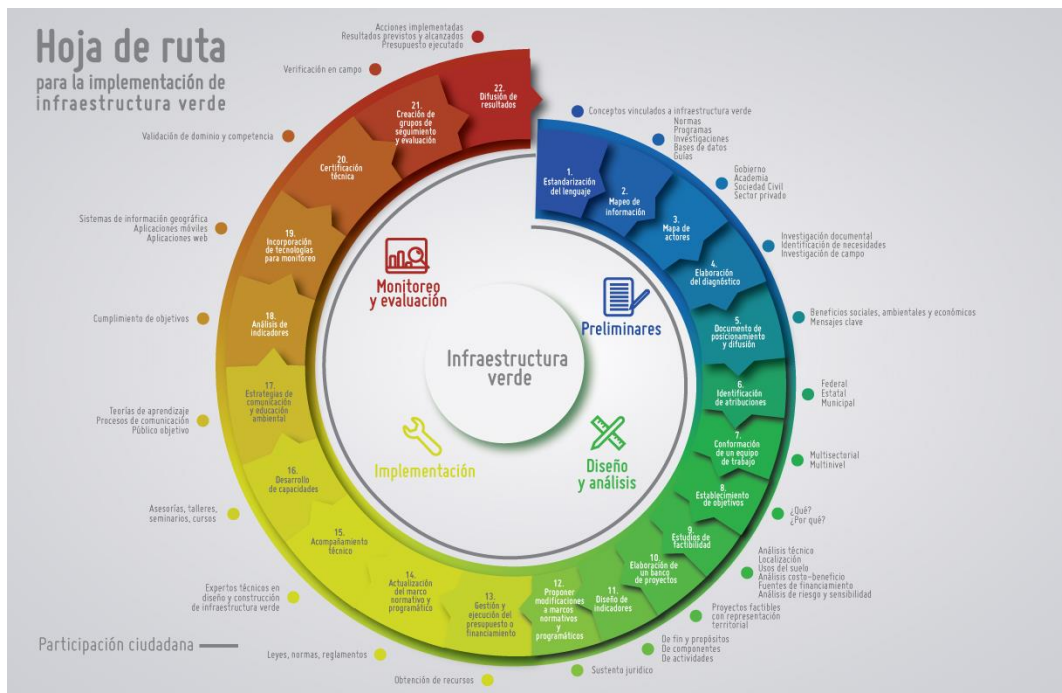 Hoja de ruta
para la implementación de
infraestructura verde
Conceptos vinculados a infraestructura verde
Normas
Programas
Investigaciones
Bases de datos
Guías
Gobierno
Academia
Sociedad Civil
Sector privado
Investigación documental
Identificación de necesidades
Investigación de campo
Beneficios sociales, ambientales y económicos
Mensajes clave
Federal
Estatal
Municipal
Multisectorial
Multinivel
¿Qué?
¿Por qué?
Análisis técnico
Localización
Usos del suelo
Análisis costo-beneficio
Fuentes de financiamiento
Análisis de riesgo y sensibilidad
Proyectos factibles
con representación
territorial
De fin y propósitos
De componentes
De actividades
Sustento jurídico
Obtención de recursos
Leyes, normas, reglamentos
Expertos técnicos en
diseño y construcción
de infraestructura verde
Asesorías, talleres,
seminarios, cursos
Teorías de aprendizaje
Procesos de comunicación
Público objetivo
Cumplimiento de objetivos
Sistemas de información geográfica
Aplicaciones móviles
Aplicaciones web
Validación de dominio y competencia
Verificación en campo
Acciones implementadas
Resultados previstos y alcanzados
Presupuesto ejecutado
1.
Estandarización
del lenguaje
2.
Mapeo de
información
3.
Mapa de
actores
4.
Elaboración
del diagnóstico
5.
Documento de
posicionamiento
y difusión
6.
Identificación
de atribuciones
7.
Conformación
de un equipo
de trabajo
8.
Establecimiento
de objetivos
9.
Estudios de
factibilidad
10.
Elaboración de
un banco
de proyectos
11.
Diseño de
indicadores
12.
Proponer
modificaciones
a marcos
normativos
y
programáticos
13.
Gestión y
ejecución del
presupuesto o
financiamiento
14.
Actualización
del marco
normativo y
programático
15.
Acompañamiento
técnico
16.
Desarrollo
de capacidades
17.
Estrategias de
comunicación
y educación
ambiental
18.
Análisis de
indicadores
19.
Incorporación
de tecnologías
para monitoreo
20.
Certificación
técnica
21.
Creación de
grupos de
seguimiento y
evaluación
22.
Difusión de
resultados
Monitoreo
y evaluación
Preliminares
Infraestructura
verde
Implementación
Diseño
y análisis
Participación ciudadana